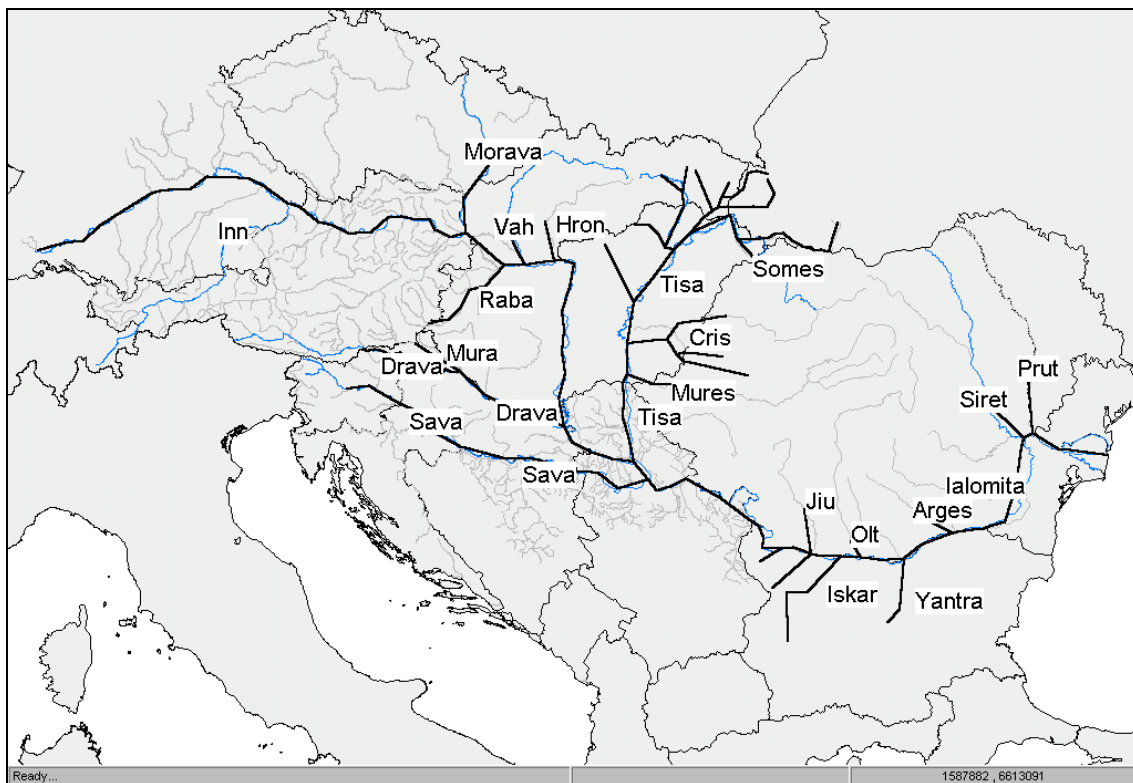 Morava
Inn
Vah
Hron
Somes
Tisa
Raba
Cris
Mura
Drava
Prut
Mures
Siret
Drava
Sava
Tisa
Sava
Ialomita
Jiu
Arges
Olt
Iskar
Yantra
Ready...
1587882 , 6613091